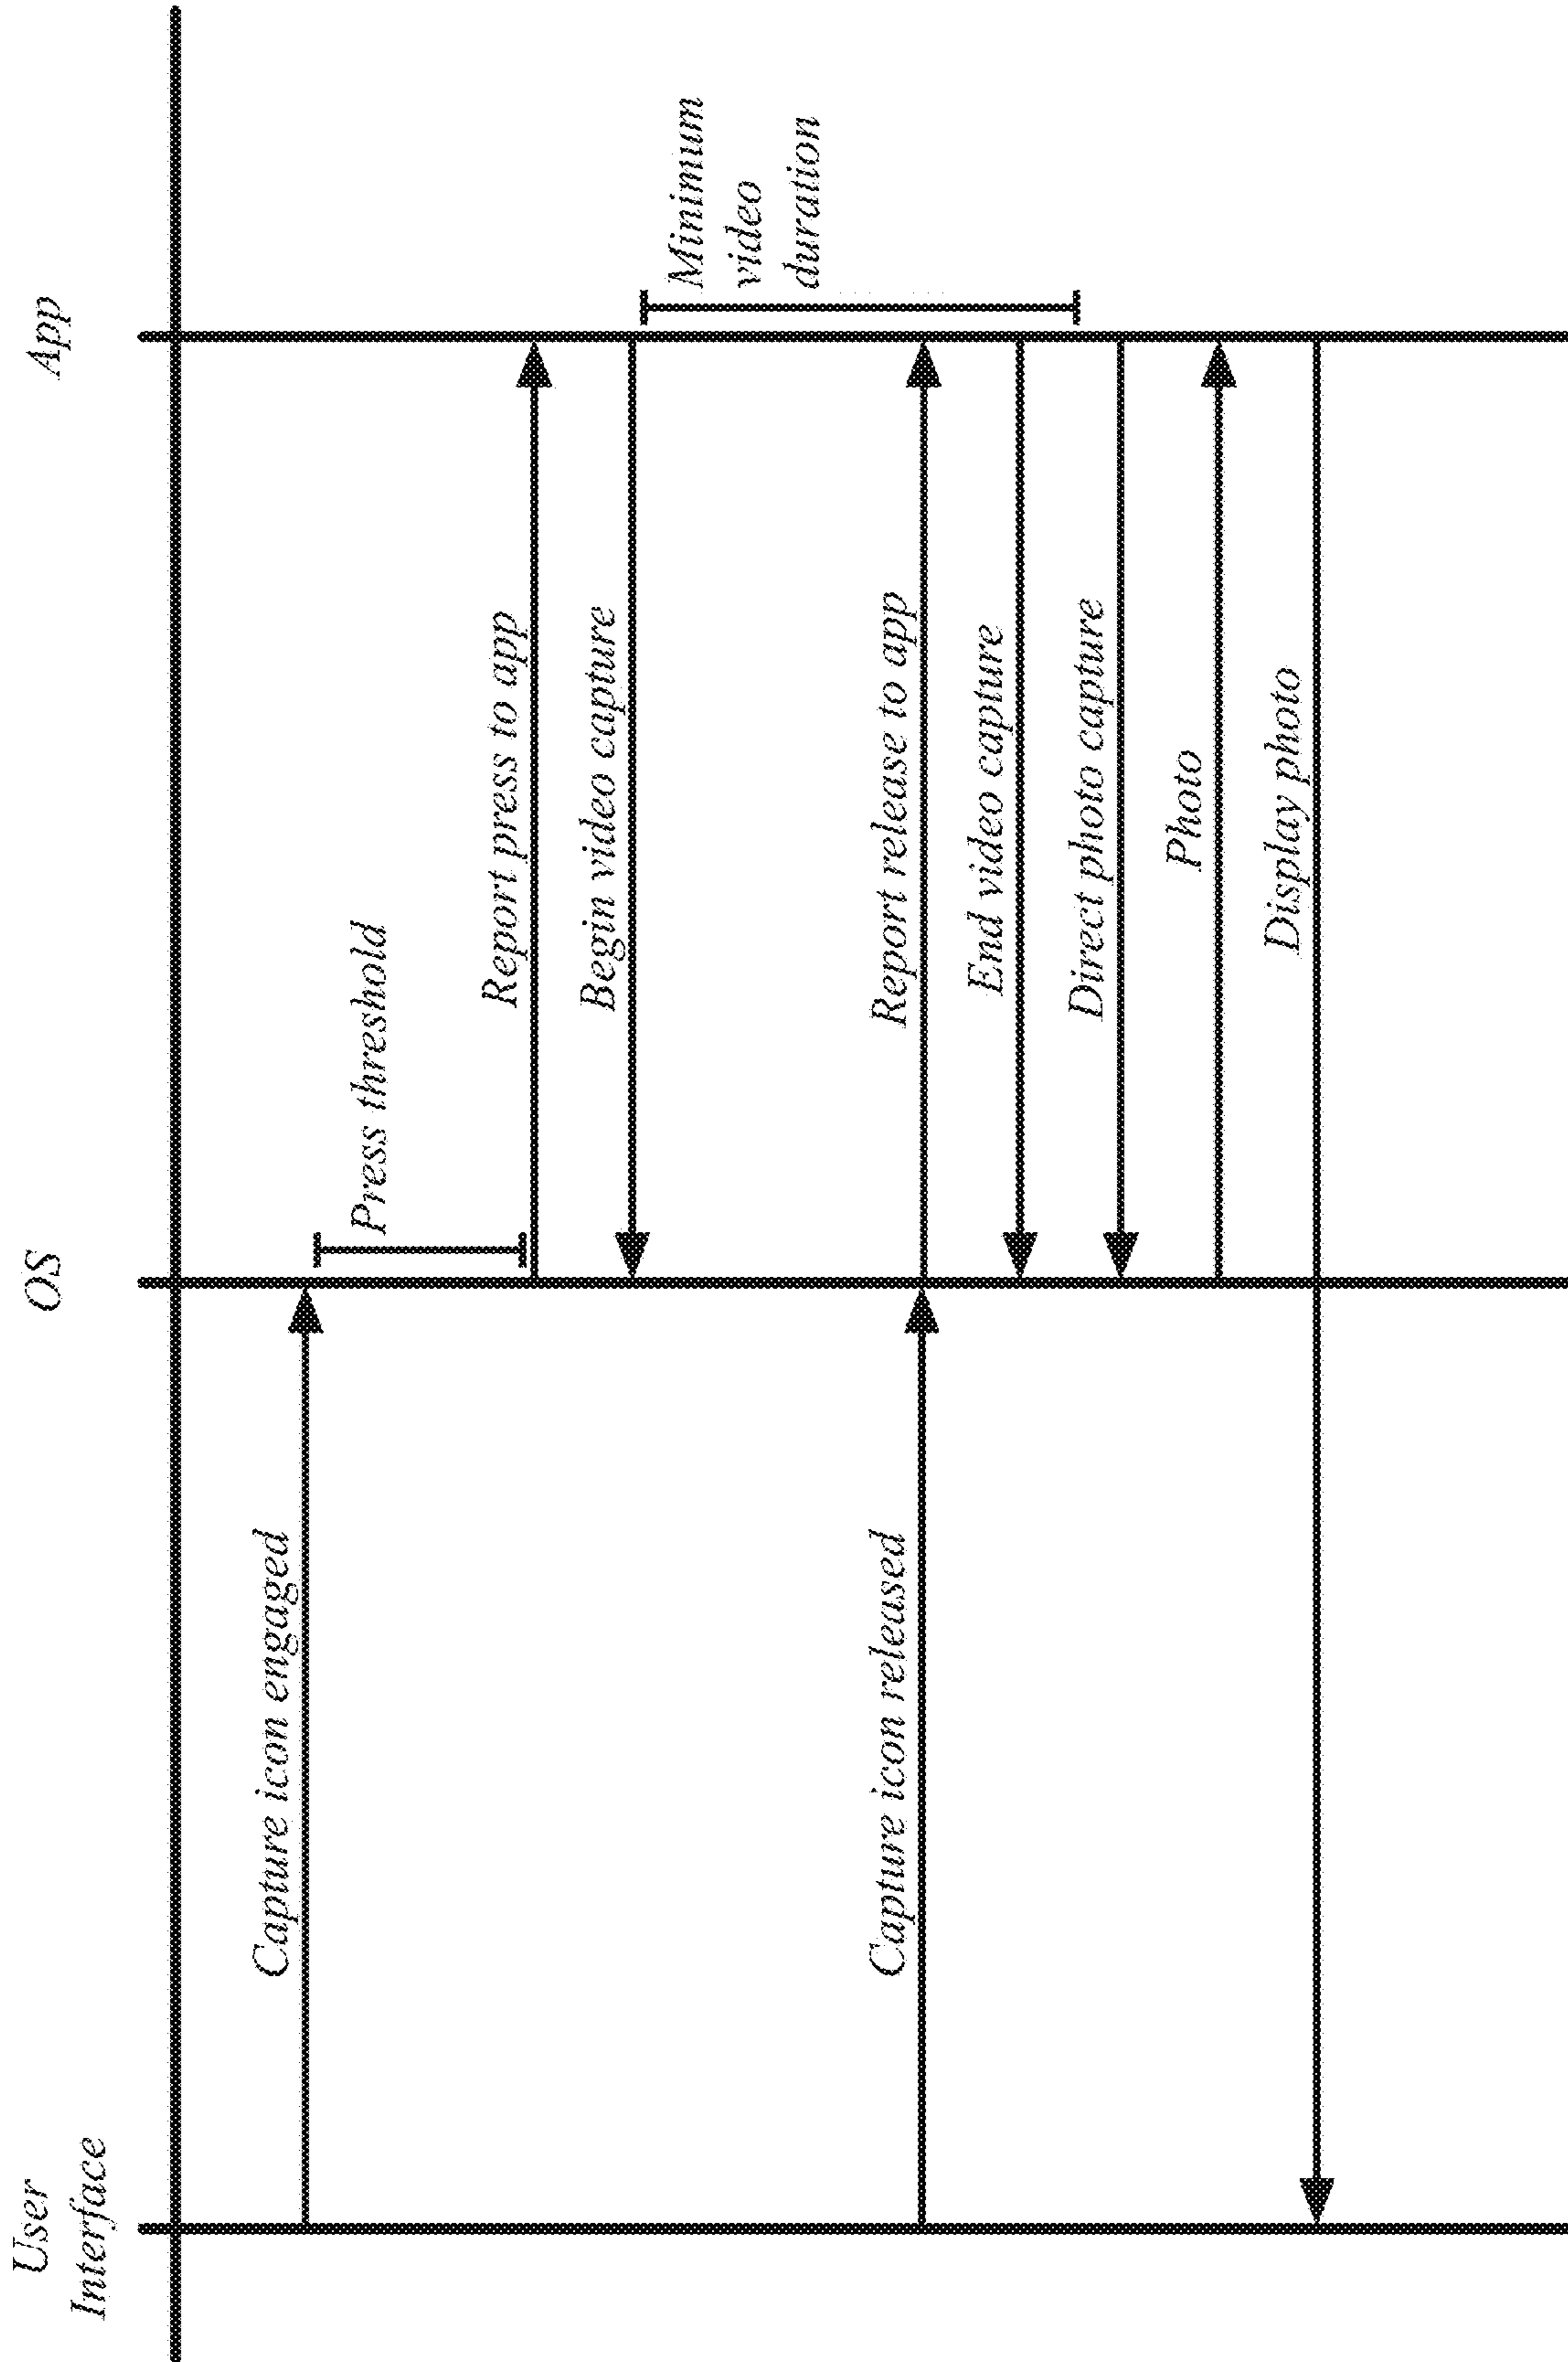 User
Interface
OS
App
Capture icon engaged
Press threshold
Report press to app
Begin video capture
Minimum
video
duration
Capture icon released
Report release to app
End video capture
Direct photo capture
Photo
Display photo